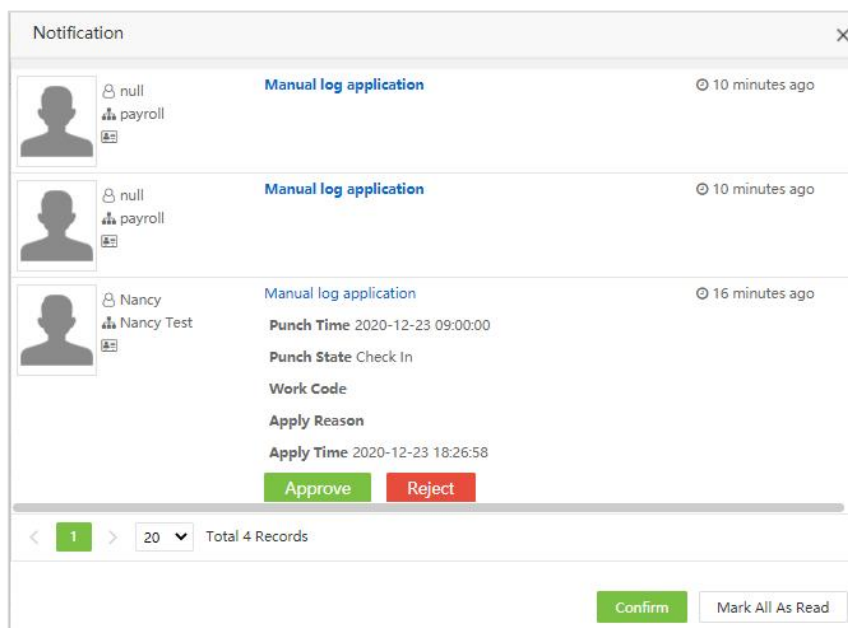 Notification
null
payroll
Manual log application
10 minutes ago
null
payroll
Manual log application
10 minutes ago
Nancy
Nancy Test
Manual log application
16 minutes ago
Punch Time 2020-12-23 09:00:00
Punch State Check In
Work Code
Apply Reason
Apply Time 2020-12-23 18:26:58
Approve Reject
< 1 > 20 Total 4 Records
Confirm Mark All As Read